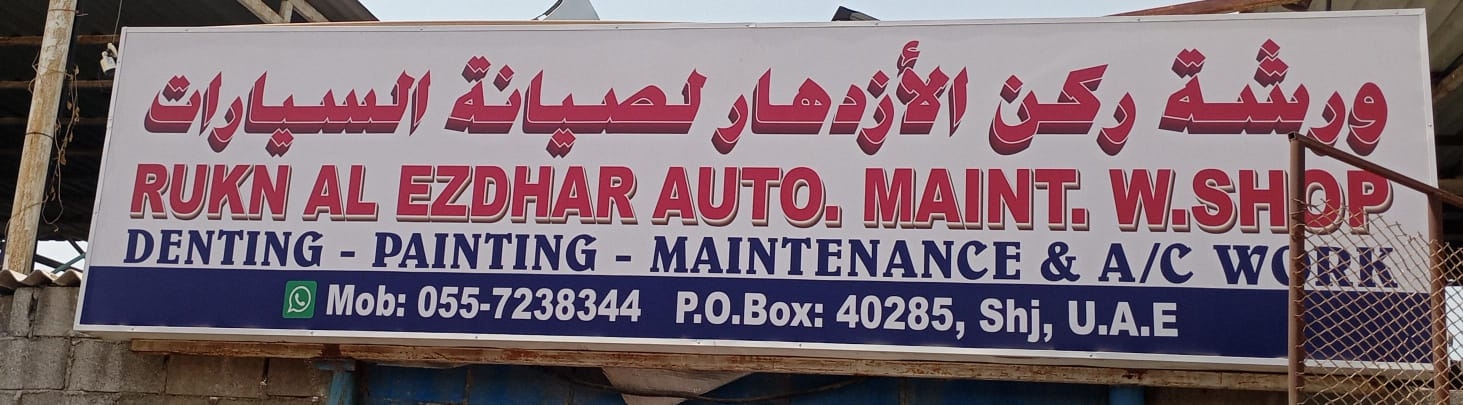 ورشة ركن الأزدهار لصيانة السيارات
RUKN AL EZDHAR AUTO. MAINT. W.SHOP
DENTING - PAINTING - MAINTENANCE & A/C WORK
Mob: 055-7238344 P.O.Box: 40285, Shj, U.A.E